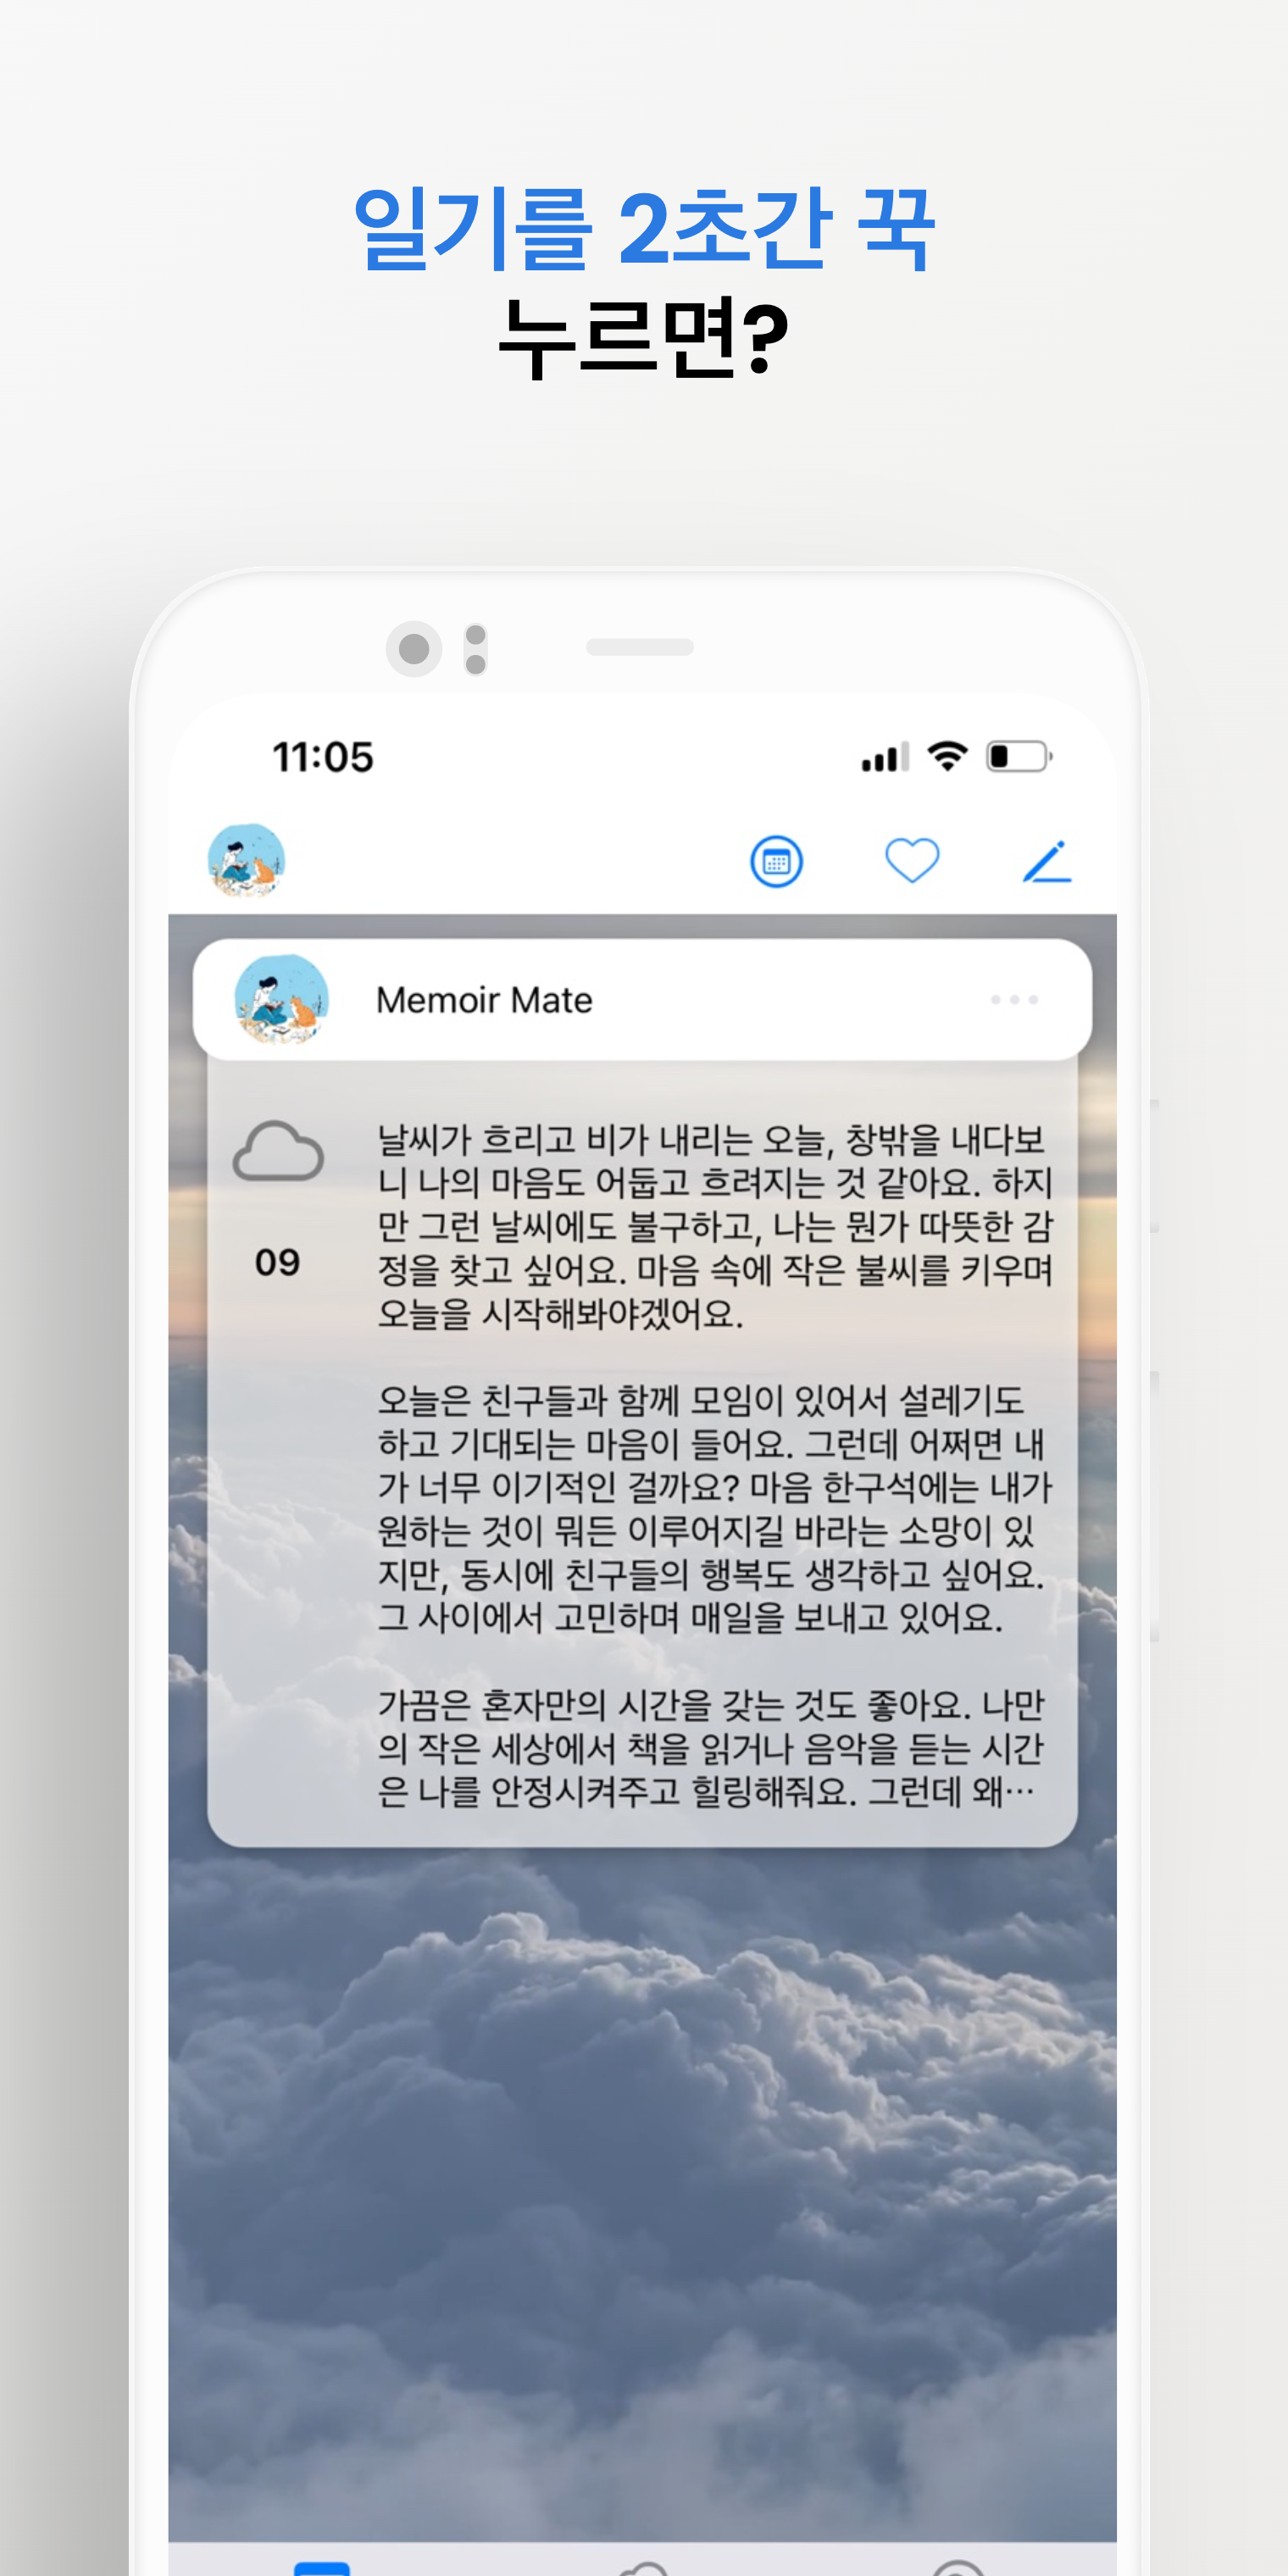 일기를 2초간 꾹
누르면?
11:05
Memoir Mate
날씨가 흐리고 비가 내리는 오늘, 창밖을 내다보
니 나의 마음도 어둡고 흐려지는 것 같아요. 하지
만 그런 날씨에도 불구하고, 나는 뭔가 따뜻한 감
정을 찾고 싶어요. 마음 속에 작은 불씨를 키우며
오늘을 시작해봐야겠어요.
09
오늘은 친구들과 함께 모임이 있어서 설레기도
하고 기대되는 마음이 들어요. 그런데 어쩌면 내
가 너무 이기적인 걸까요? 마음 한구석에는 내가
원하는 것이 뭐든 이루어지길 바라는 소망이 있
지만, 동시에 친구들의 행복도 생각하고 싶어요.
그 사이에서 고민하며 매일을 보내고 있어요.
가끔은 혼자만의 시간을 갖는 것도 좋아요. 나만
의 작은 세상에서 책을 읽거나 음악을 듣는 시간
은 나를 안정시켜주고 힐링해줘요. 그런데 왜…